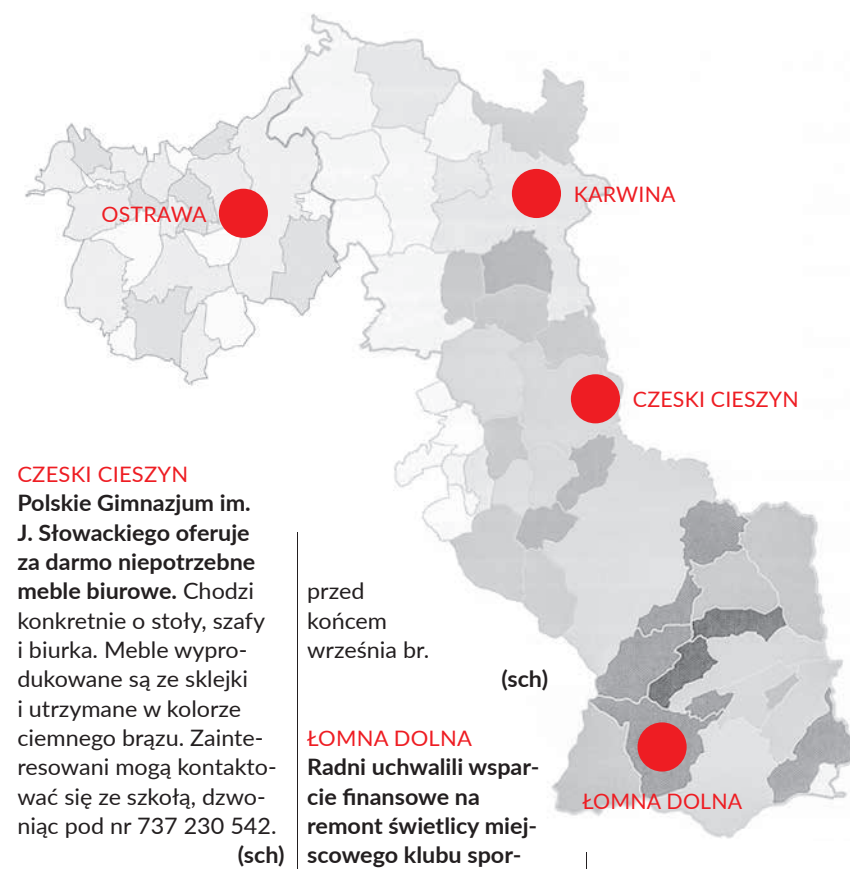 OSTRAWA
KARWINA
CZESKI CIESZYN
ŁOMNA DOLNA
CZESKI CIESZYN
Polskie Gimnazjum im.
J. Słowackiego oferuje
za darmo niepotrzebne
meble biurowe. Chodzi
konkretnie o stoły, szafy
i biurka. Meble wypro-
dukowane są ze sklejki
i utrzymane w kolorze
ciemnego brązu. Zainte-
resowani mogą kontakto-
wać się ze szkołą, dzwo-
niąc pod nr 737 230 542.
(sch)
przed
końcem
września br.
(sch)
ŁOMNA DOLNA
Radni uchwalili wspar-
cie finansowe na
remont świetlicy miej-
scowego klubu spor-